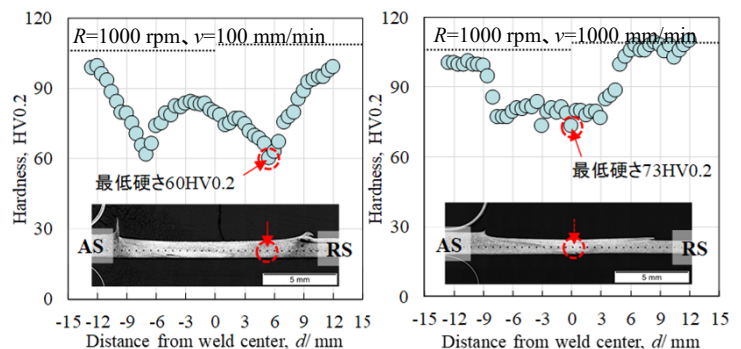 R=1000 rpm、v=100 mm/min
Hardness, HV0.2
120
90
60
30
0
最低硬さ60HV0.2
AS
RS
5 mm
-15 -12 -9 -6 -3 0 3 6 9 12 15
Distance from weld center, d/ mm
R=1000 rpm、v=1000 mm/min
Hardness, HV0.2
120
90
60
30
0
最低硬さ73HV0.2
AS
RS
5 mm
-15 -12 -9 -6 -3 0 3 6 9 12 15
Distance from weld center, d/ mm